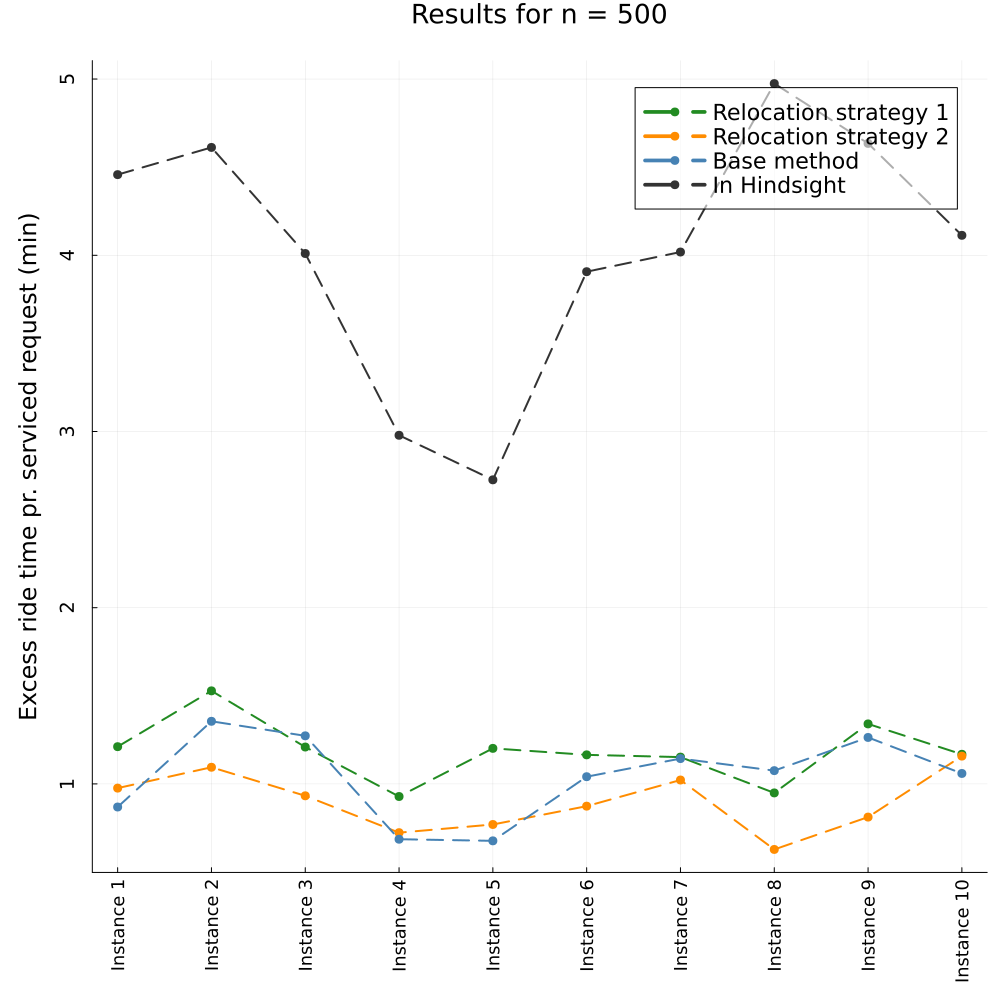 Results for n = 500
Excess ride time pr. serviced request (min)
5
4
3
2
1
Relocation strategy 1
Relocation strategy 2
Base method
In Hindsight
Instance 1
Instance 2
Instance 3
Instance 4
Instance 5
Instance 6
Instance 7
Instance 8
Instance 9
Instance 10